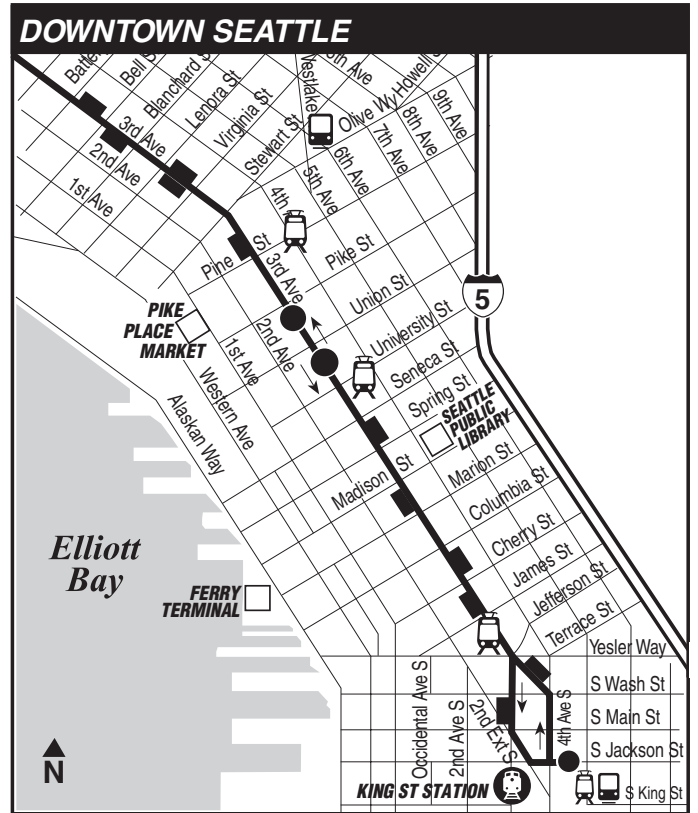 DOWNTOWN SEATTLE
Bell S
Blanchard S
Lenora St
Virginia St
Stewart St
Westlake
Olive Wy
Howell S
9th Ave
8th Ave
7th Ave
6th Ave
5th Ave
4th
3rd Ave
2nd Ave
1st Ave
Pine St
3rd Ave
Pike St
Union St
5
PIKE
PLACE
MARKET
1st Ave
2nd Ave
University St
Seneca St
Spring St
SEATTLE
PUBLIC
LIBRARY
Western Ave
Alaskan Way
Madison St
Marion St
Columbia St
Cherry St
James St
Jefferson St
Terrace St
Elliott
Bay
FERRY
TERMINAL
Yesler Way
S Wash St
S Main St
S Jackson St
S King St
Occidental Ave S
2nd Ave S
2nd Ext S
4th Ave S
KING ST STATION
N